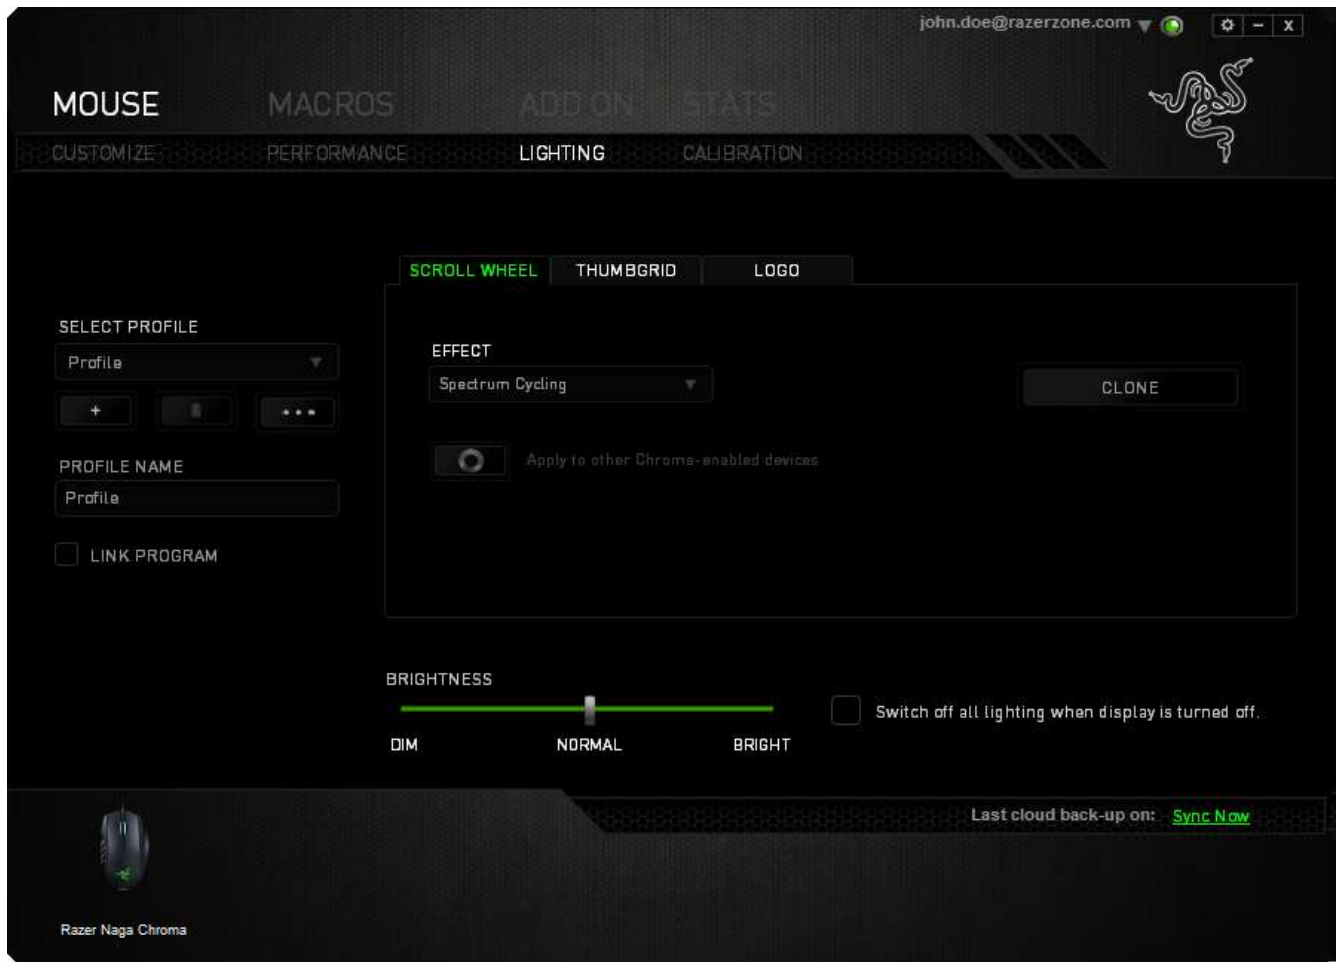 john.doe@razerzone.com
MOUSE MACROS ADD ON STATS
CUSTOMIZE PERFORMANCE LIGHTING CALIBRATION
SCROLL WHEEL THUMBGRID LOGO
SELECT PROFILE
Profile
EFFECT
Spectrum Cycling
CLONE
+
Apply to other Chroma-enabled devices
PROFILE NAME
Profile
LINK PROGRAM
BRIGHTNESS
DIM NORMAL BRIGHT
Switch off all lighting when display is turned off.
Last cloud back-up on: Sync Now
Razer Naga Chroma